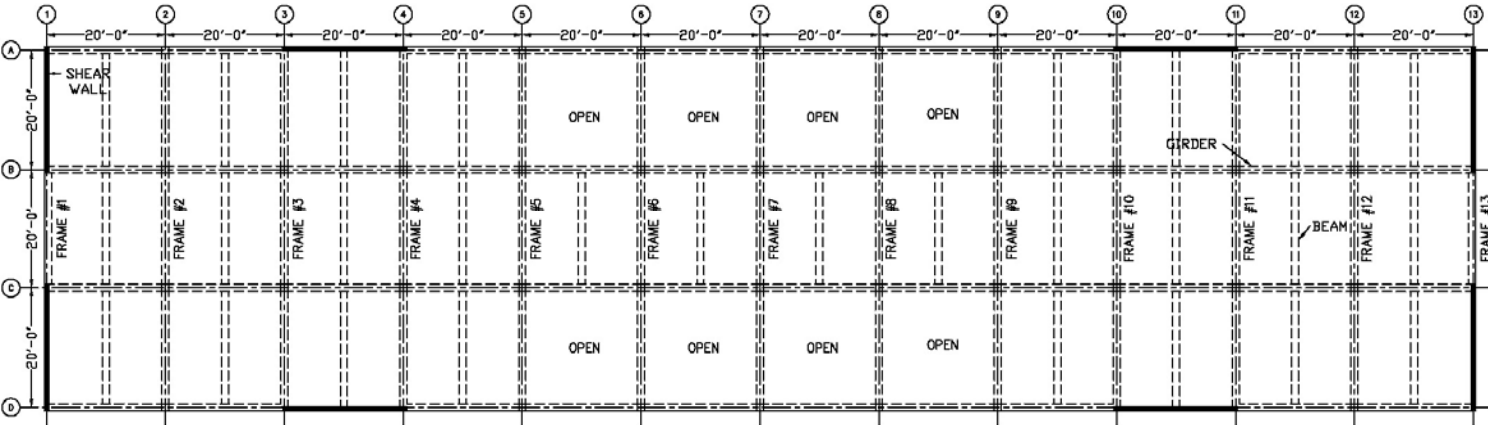 1 2 3 4 5 6 7 8 9 10 11 12 13
20'-0" 20'-0" 20'-0" 20'-0" 20'-0" 20'-0" 20'-0" 20'-0" 20'-0" 20'-0" 20'-0" 20'-0"
A
SHEAR
WALL
20'-0"
OPEN OPEN OPEN OPEN
GIRDER
B
20'-0"
FRAME #1 FRAME #2 FRAME #3 FRAME #4 FRAME #5 FRAME #6 FRAME #7 FRAME #8 FRAME #9 FRAME #10 FRAME #11 FRAME #12 FRAME #13
BEAM
C
20'-0"
OPEN OPEN OPEN OPEN
D